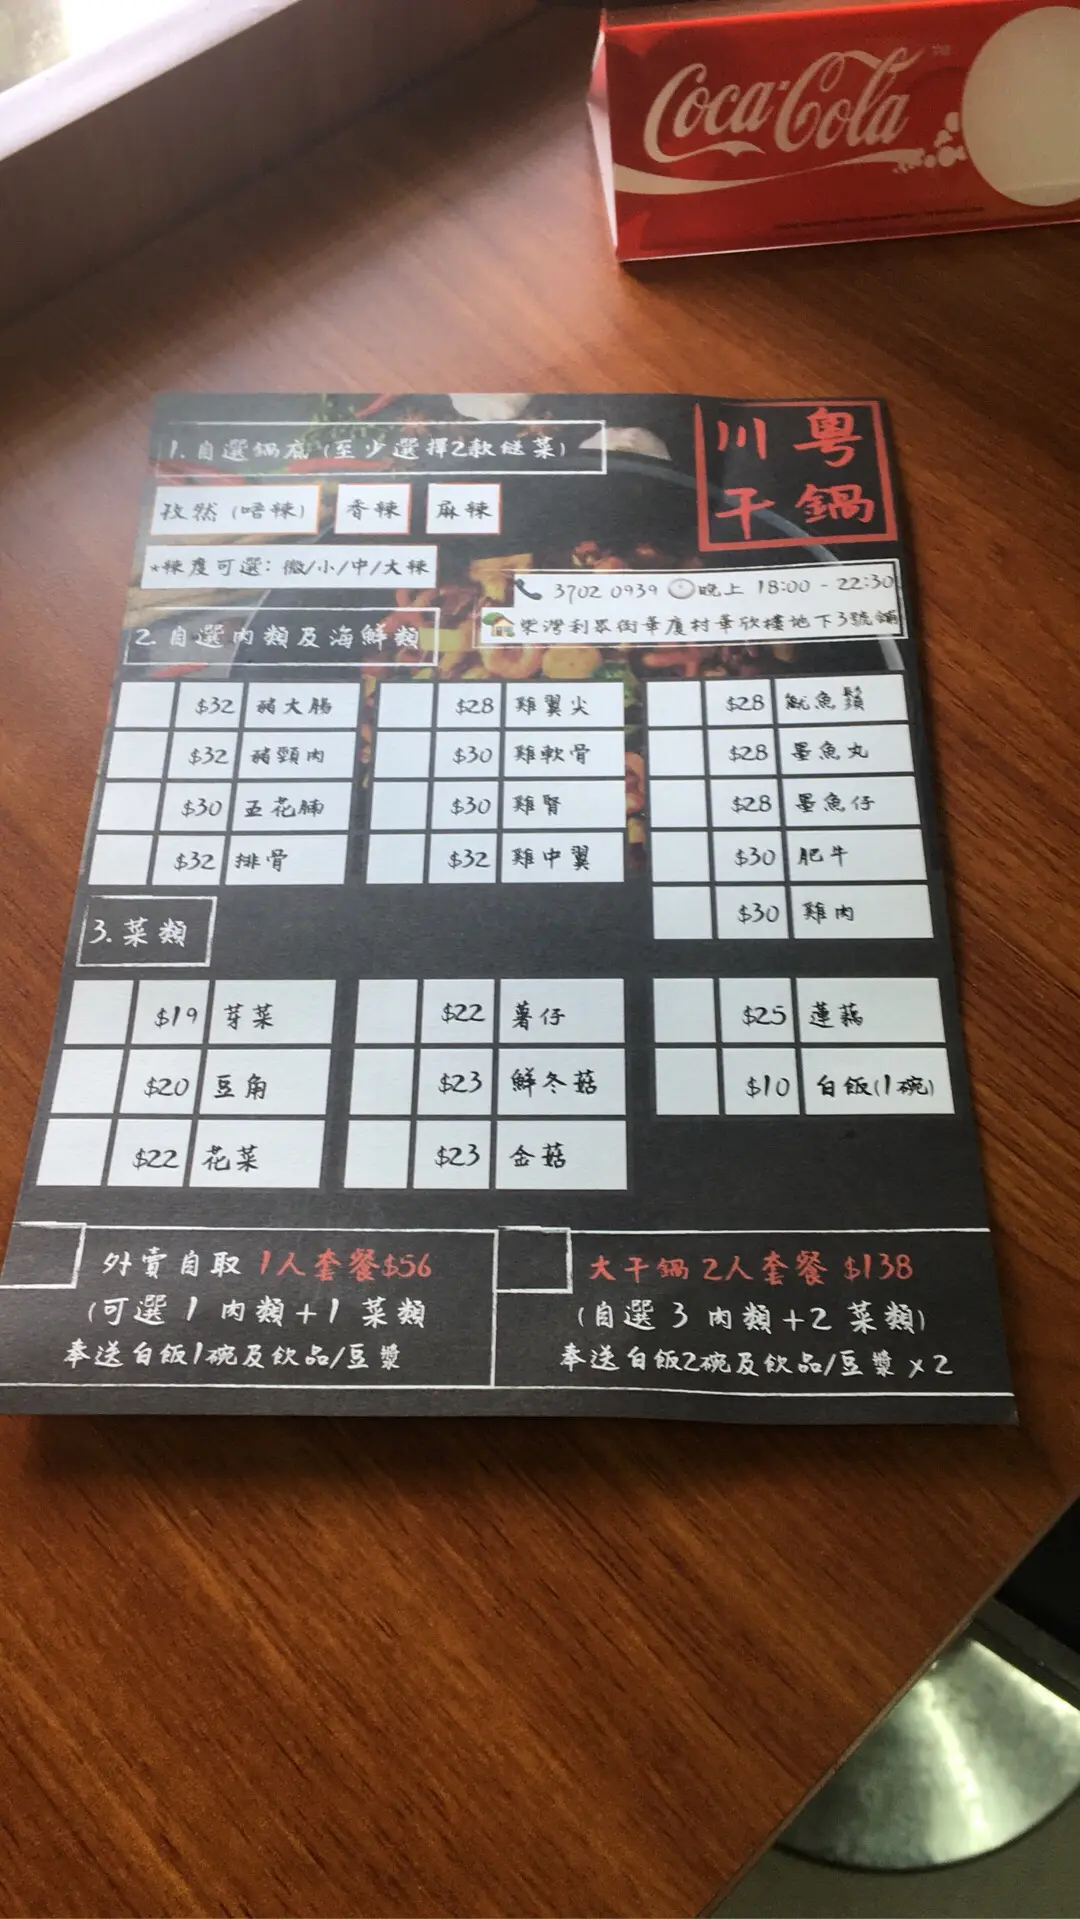 Coca-Cola
川粵
干鍋
1.自選鍋底(至少選擇2款餸菜)
孜然(唔辣)
香辣
麻辣
*辣度可選：微/小/中/大辣
3702 0939 晚上 18:00 - 22:30
柴灣利眾街華廈村華欣樓地下3號舖
2.自選肉類及海鮮類
$32 豬大腸
$32 豬頸肉
$30 五花腩
$32 排骨
$28 雞翼尖
$30 雞軟骨
$30 雞腎
$32 雞中翼
$28 魷魚鬚
$28 墨魚丸
$28 墨魚仔
$30 肥牛
$30 雞肉
3.菜類
$19 芽菜
$20 豆角
$22 花菜
$22 薯仔
$23 鮮冬菇
$23 金菇
$25 蓮藕
$10 白飯(1碗)
外賣自取 1人套餐$56
(可選 1 肉類+1 菜類
奉送白飯1碗及飲品/豆漿
大干鍋 2人套餐 $138
(自選 3 肉類+2 菜類)
奉送白飯2碗及飲品/豆漿 x 2